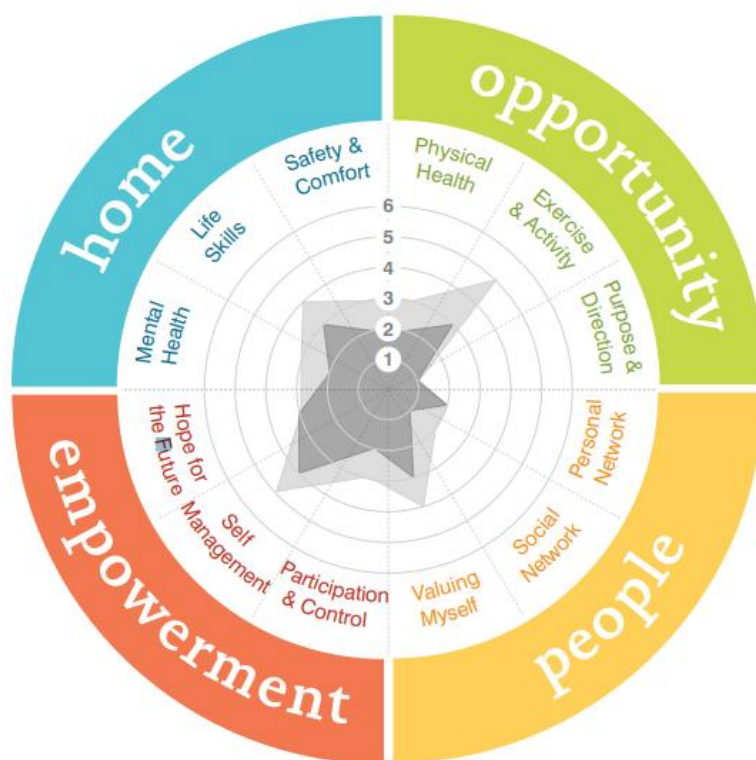 home
opportunity
Safety &
Comfort
Physical
Health
Life
Skills
Exercise
& Activity
Mental
Health
Purpose &
Direction
6
5
4
3
2
1
Hope for
the Future
Personal
Network
Self
Management
Social
Network
Participation
& Control
Valuing
Myself
empowerment
people